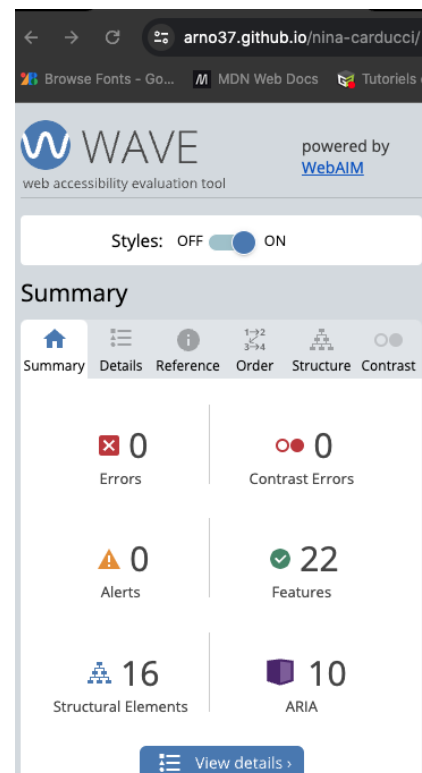 arno37.github.io/nina-carducci/
Browse Fonts - Go... MDN Web Docs Tutoriels
WAVE powered by
web accessibility evaluation tool WebAIM
Styles: OFF ON
Summary
Summary Details Reference Order Structure Contrast
0 0
Errors Contrast Errors
0 22
Alerts Features
16 10
Structural Elements ARIA
View details ›